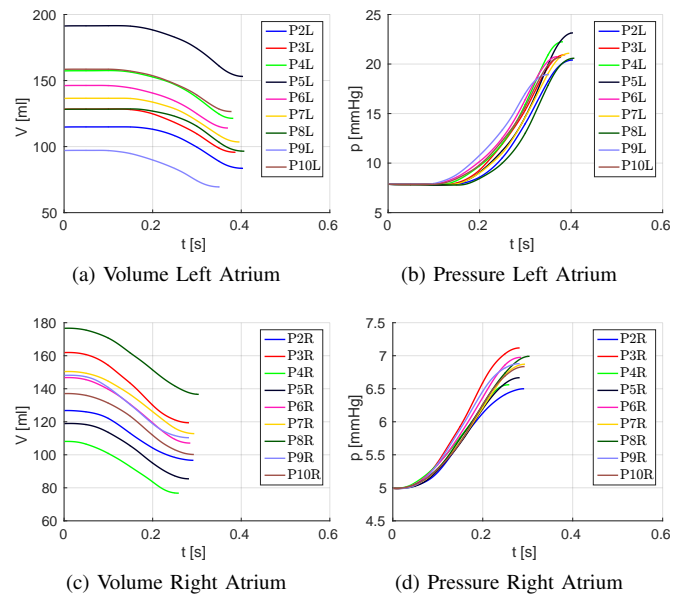 V [ml]
200
150
100
50
0
0.2
0.4
0.6
t [s]
P2L
P3L
P4L
P5L
P6L
P7L
P8L
P9L
P10L
(a) Volume Left Atrium
p [mmHg]
25
20
15
10
5
0
0.2
0.4
0.6
t [s]
P2L
P3L
P4L
P5L
P6L
P7L
P8L
P9L
P10L
(b) Pressure Left Atrium
V [ml]
180
160
140
120
100
80
60
0
0.2
0.4
0.6
t [s]
P2R
P3R
P4R
P5R
P6R
P7R
P8R
P9R
P10R
(c) Volume Right Atrium
p [mmHg]
7.5
7
6.5
6
5.5
5
4.5
0
0.2
0.4
0.6
t [s]
P2R
P3R
P4R
P5R
P6R
P7R
P8R
P9R
P10R
(d) Pressure Right Atrium